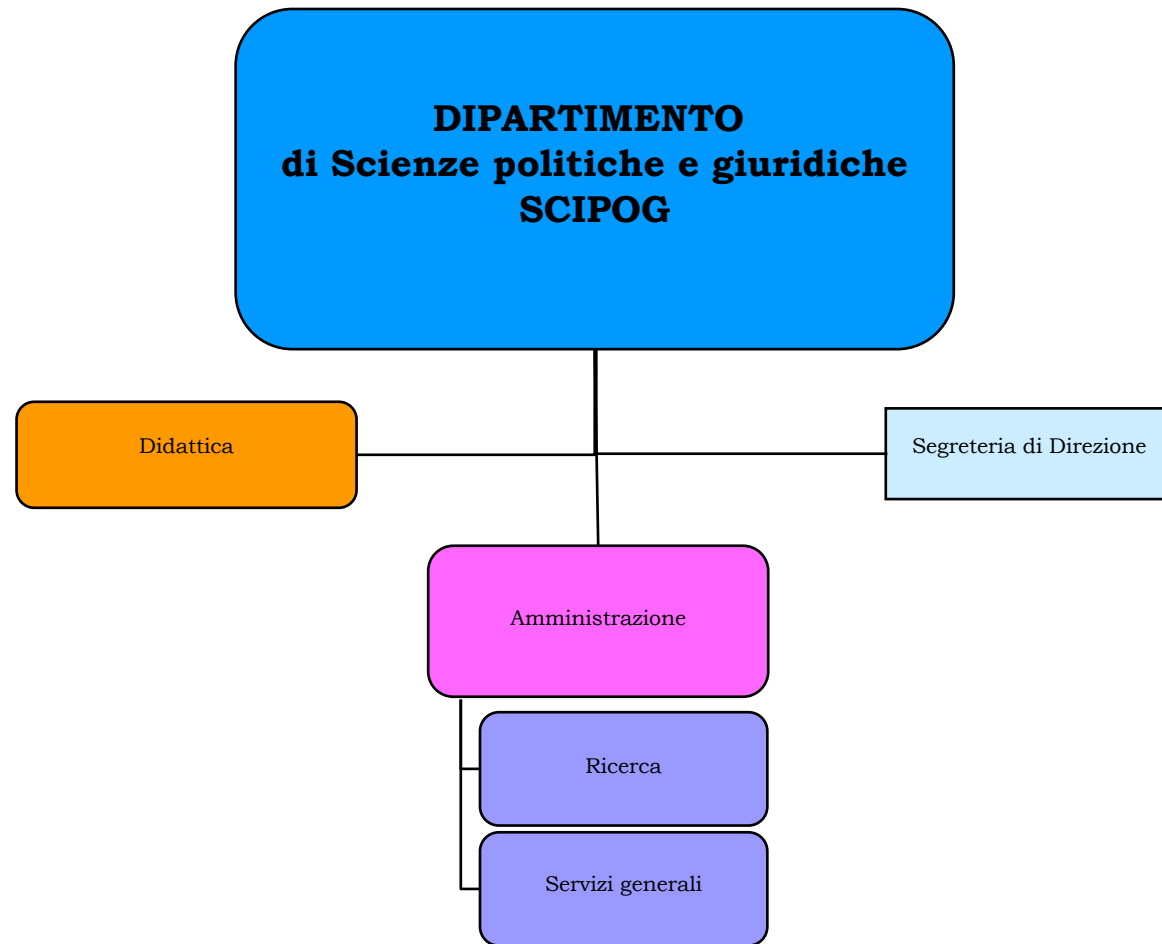 DIPARTIMENTO
di Scienze politiche e giuridiche
SCIPOG
Didattica
Segreteria di Direzione
Amministrazione
Ricerca
Servizi generali